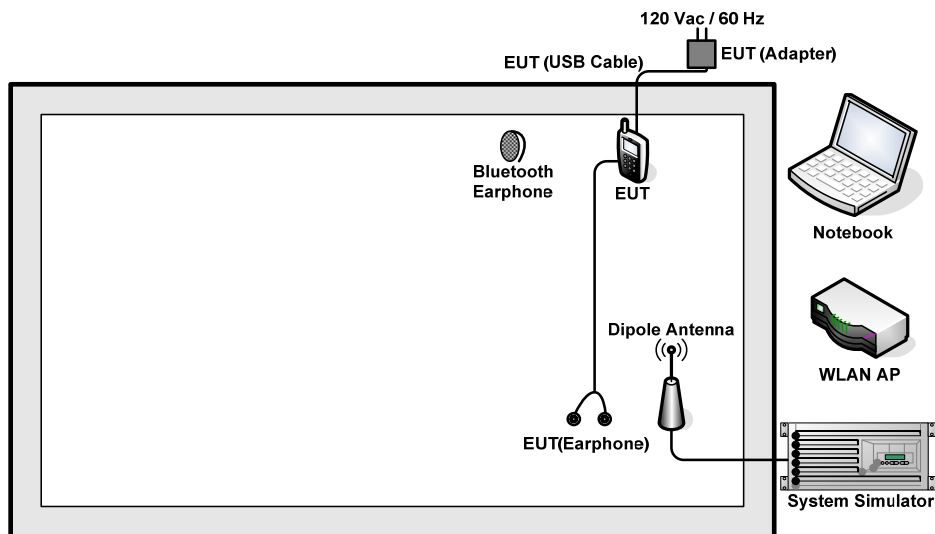 120 Vac / 60 Hz
EUT (USB Cable)
EUT (Adapter)
Bluetooth
Earphone
EUT
Notebook
Dipole Antenna
WLAN AP
EUT(Earphone)
System Simulator